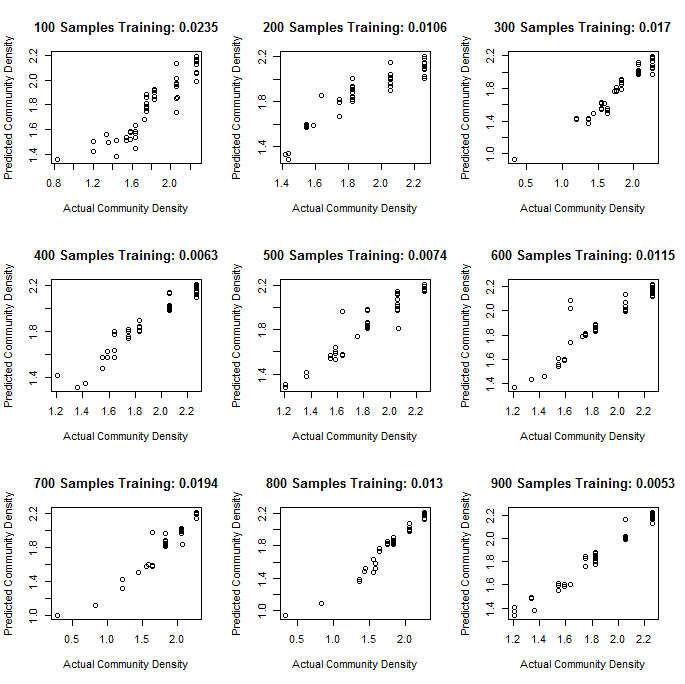 100 Samples Training: 0.0235
Predicted Community Density
1.4 1.6 1.8 2.0 2.2
0.8 1.2 1.6 2.0
Actual Community Density
200 Samples Training: 0.0106
Predicted Community Density
1.4 1.6 1.8 2.0 2.2
1.4 1.6 1.8 2.0 2.2
Actual Community Density
300 Samples Training: 0.017
Predicted Community Density
1.0 1.4 1.8 2.2
0.5 1.0 1.5 2.0
Actual Community Density
400 Samples Training: 0.0063
Predicted Community Density
1.4 1.8 2.2
1.2 1.4 1.6 1.8 2.0 2.2
Actual Community Density
500 Samples Training: 0.0074
Predicted Community Density
1.4 1.8 2.2
1.2 1.4 1.6 1.8 2.0 2.2
Actual Community Density
600 Samples Training: 0.0115
Predicted Community Density
1.4 1.6 1.8 2.0 2.2
1.2 1.4 1.6 1.8 2.0 2.2
Actual Community Density
700 Samples Training: 0.0194
Predicted Community Density
1.0 1.4 1.8 2.2
0.5 1.0 1.5 2.0
Actual Community Density
800 Samples Training: 0.013
Predicted Community Density
1.0 1.4 1.8 2.2
0.5 1.0 1.5 2.0
Actual Community Density
900 Samples Training: 0.0053
Predicted Community Density
1.4 1.6 1.8 2.0 2.2
1.2 1.4 1.6 1.8 2.0 2.2
Actual Community Density